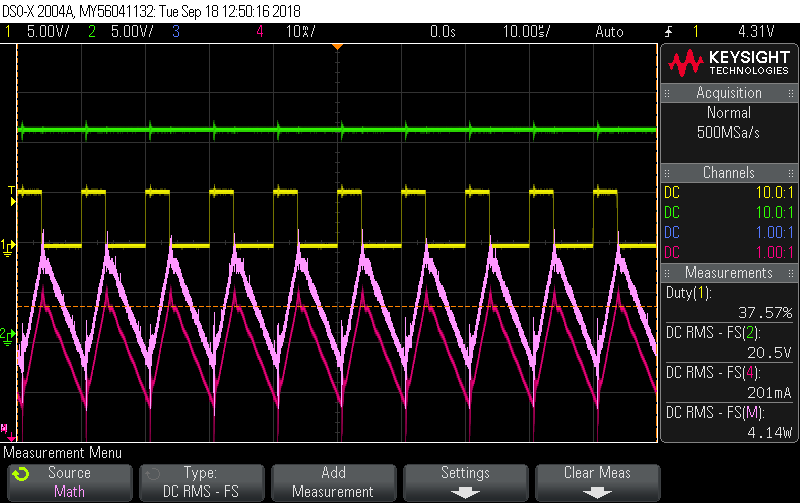 DSO-X 2004A, MY56041132: Tue Sep 18 12:50:16 2018
1 5.00V/ 2 5.00V/ 3 4 10%/ 0.0s 10.00%/ Auto 1 4.31V
KEYSIGHT
TECHNOLOGIES
Acquisition
Normal
500MSa/s
Channels
DC 10.0:1
DC 10.0:1
DC 1.00:1
DC 1.00:1
Measurements
Duty(1):
37.57%
DC RMS - FS(2):
20.5V
DC RMS - FS(4):
201mA
DC RMS - FS(M):
4.14W
T
1
2
M
Measurement Menu
Source
Math
Type:
DC RMS - FS
Add
Measurement
Settings
Clear Meas